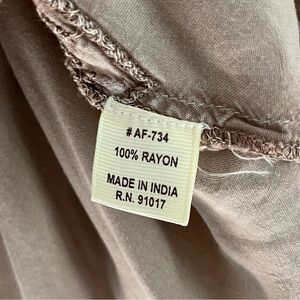 # AF-734
100% RAYON
MADE IN INDIA
R.N. 91017